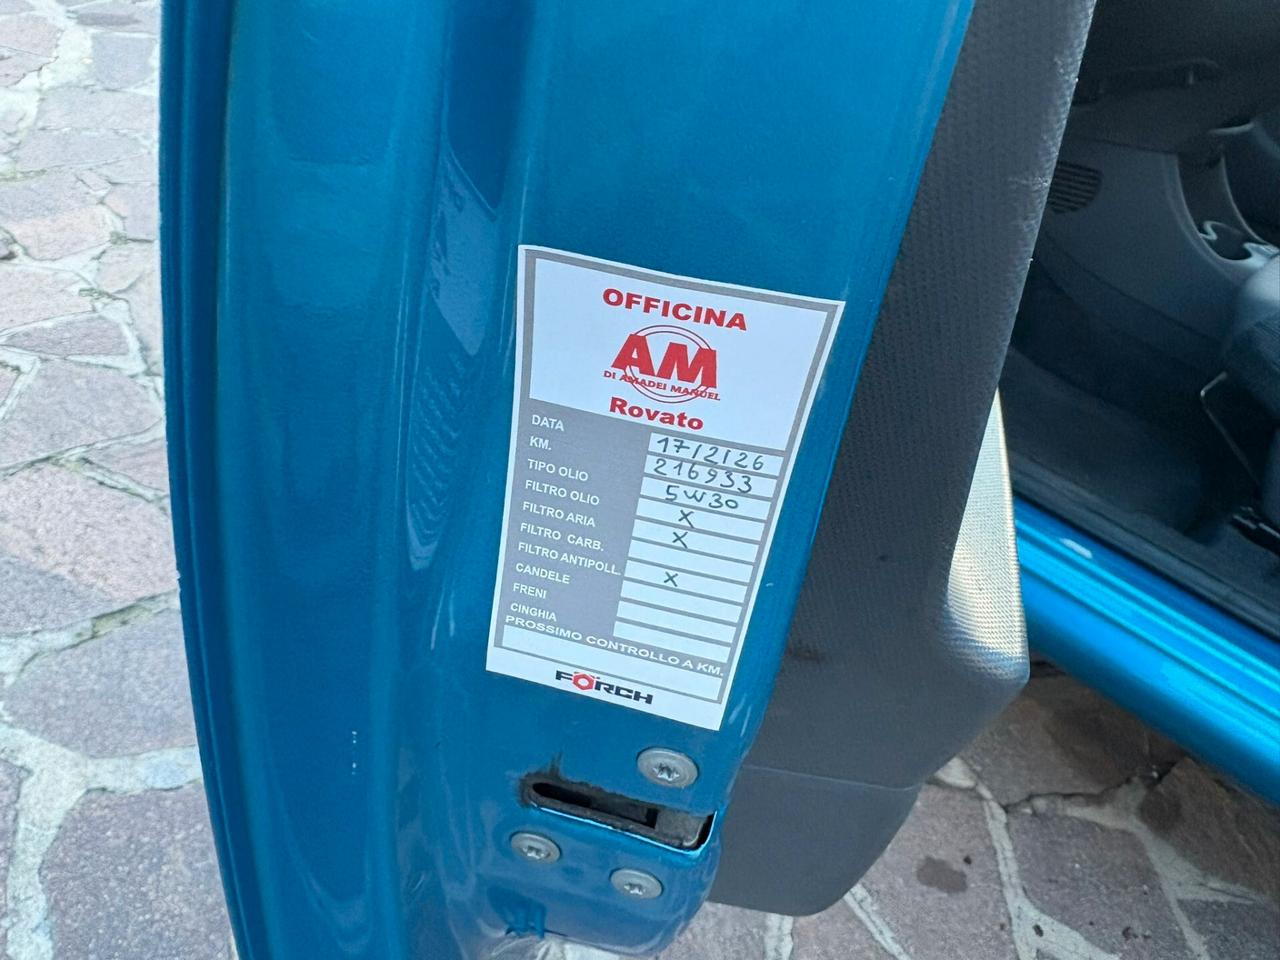 OFFICINA
AM
DI AMADEI MANUEL
Rovato
DATA 17/2/26
KM. 216933
TIPO OLIO 5W30
FILTRO OLIO X
FILTRO ARIA X
FILTRO CARB.
FILTRO ANTIPOLL. X
CANDELE
FRENI
CINGHIA
PROSSIMO CONTROLLO A KM.
FÖRCH